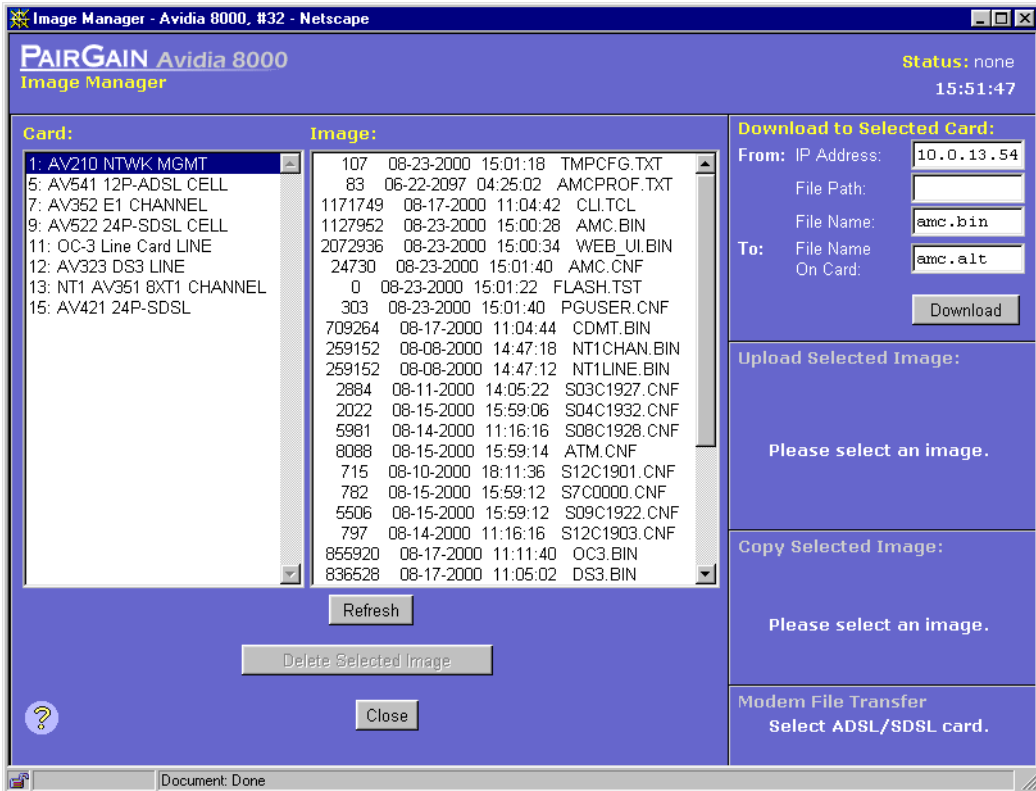 Image Manager - Avidia 8000, #32 - Netscape
PAIRGAIN Avidia 8000
Image Manager
Status: none
15:51:47
Card:
1: AV210 NTWK MGMT
5: AV541 12P-ADSL CELL
7: AV352 E1 CHANNEL
9: AV522 24P-SDSL CELL
11: OC-3 Line Card LINE
12: AV323 DS3 LINE
13: NT1 AV351 8XT1 CHANNEL
15: AV421 24P-SDSL
Image:
107 08-23-2000 15:01:18 TMPCFG.TXT
83 06-22-2097 04:25:02 AMCPROF.TXT
1171749 08-17-2000 11:04:42 CLI.TCL
1127952 08-23-2000 15:00:28 AMC.BIN
2072936 08-23-2000 15:00:34 WEB_UI.BIN
24730 08-23-2000 15:01:40 AMC.CNF
0 08-23-2000 15:01:22 FLASH.TST
303 08-23-2000 15:01:40 PGUSER.CNF
709264 08-17-2000 11:04:44 CDMT.BIN
259152 08-08-2000 14:47:18 NT1CHAN.BIN
259152 08-08-2000 14:47:12 NT1LINE.BIN
2884 08-11-2000 14:05:22 S03C1927.CNF
2022 08-15-2000 15:59:06 S04C1932.CNF
5981 08-14-2000 11:16:16 S08C1928.CNF
8088 08-15-2000 15:59:14 ATM.CNF
715 08-10-2000 18:11:36 S12C1901.CNF
782 08-15-2000 15:59:12 S7C0000.CNF
5506 08-15-2000 15:59:12 S09C1922.CNF
797 08-14-2000 11:16:16 S12C1903.CNF
855920 08-17-2000 11:11:40 OC3.BIN
836528 08-17-2000 11:05:02 DS3.BIN
Refresh
Delete Selected Image
?
Close
Download to Selected Card:
From: IP Address: 10.0.13.54
File Path:
File Name: amc.bin
To: File Name On Card: amc.alt
Download
Upload Selected Image:
Please select an image.
Copy Selected Image:
Please select an image.
Modem File Transfer
Select ADSL/SDSL card.
Document: Done